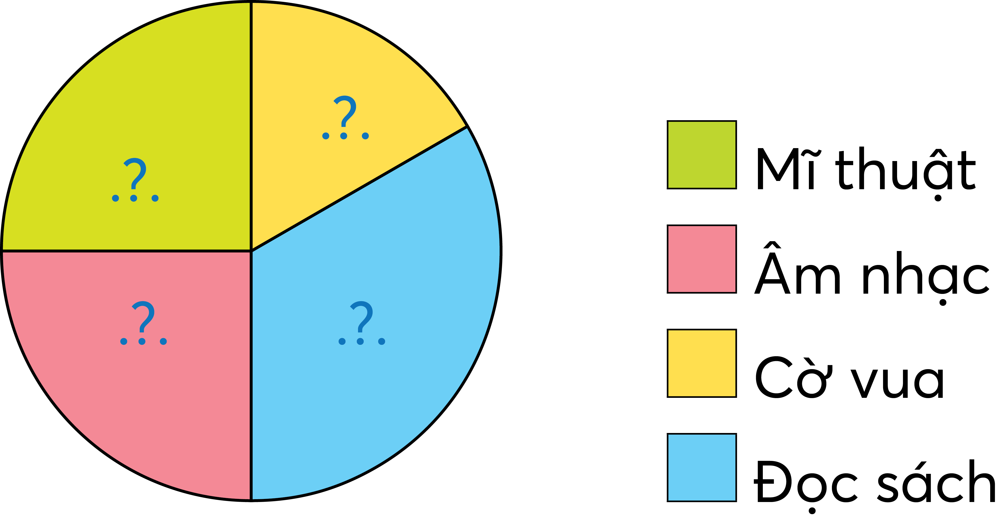 .?.
.?.
.?.
.?.
Mĩ thuật
Âm nhạc
Cờ vua
Đọc sách